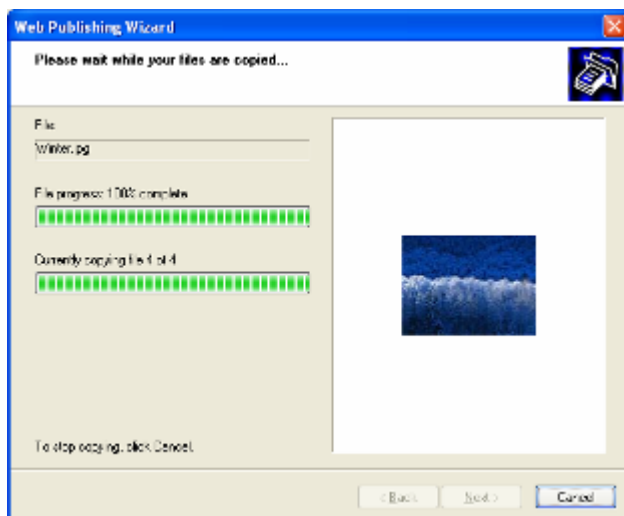 Web Publishing Wizard
Please wait while your files are copied...
File:
Winter.jpg
File progress: 100% complete
Currently copying file 4 of 4
To stop copying, click Cancel.
< Back
Next >
Cancel